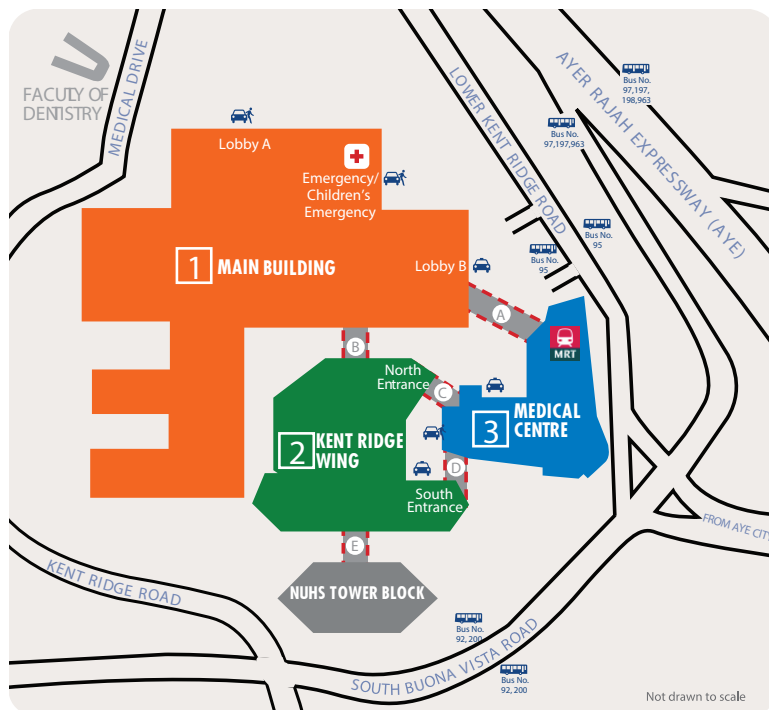 FACULTY OF
DENTISTRY
MEDICAL DRIVE
Lobby A
Emergency/
Children's
Emergency
1 MAIN BUILDING
Lobby B
LOWER KENT RIDGE ROAD
AYER RAJAH EXPRESSWAY (AYE)
Bus No.
97,197,
198,963
Bus No.
97,197,963
Bus No.
95
Bus No.
95
A
MRT
B
North
Entrance
C
2 KENT RIDGE
WING
3 MEDICAL
CENTRE
D
South
Entrance
E
NUHS TOWER BLOCK
FROM AYE CITY
KENT RIDGE ROAD
SOUTH BUONA VISTA ROAD
Bus No.
92, 200
Bus No.
92, 200
Not drawn to scale